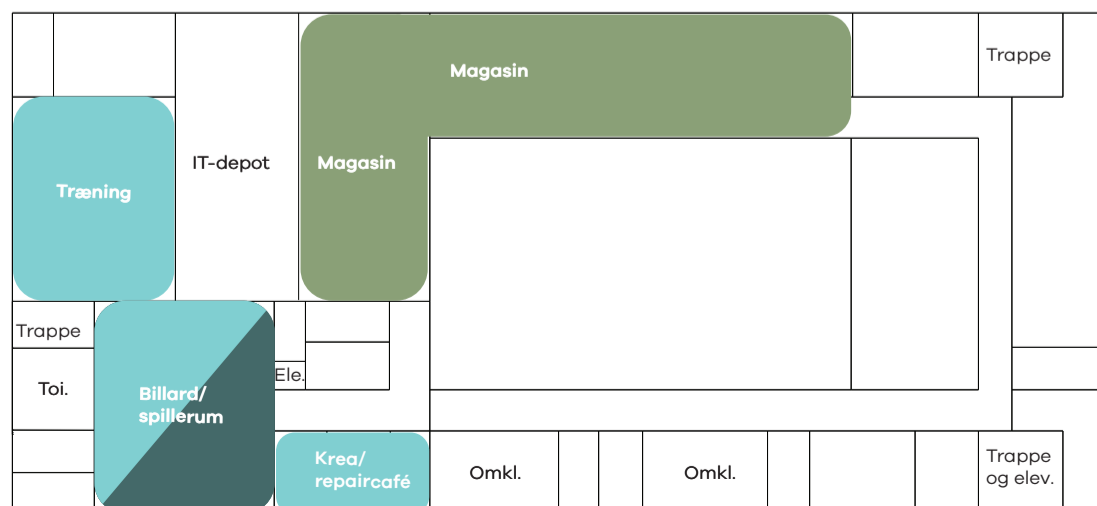 Trappe
Magasin
IT-depot
Magasin
Træning
Trappe
Ele.
Toi.
Billard/
spillerum
Krea/
repaircafé
Omkl.
Omkl.
Trappe
og elev.